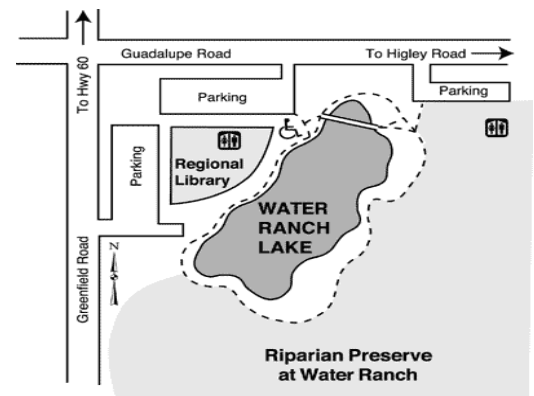 Guadalupe Road
To Higley Road
To Hwy 60
Parking
Parking
Parking
Regional
Library
WATER
RANCH
LAKE
N
Greenfield Road
Riparian Preserve
at Water Ranch